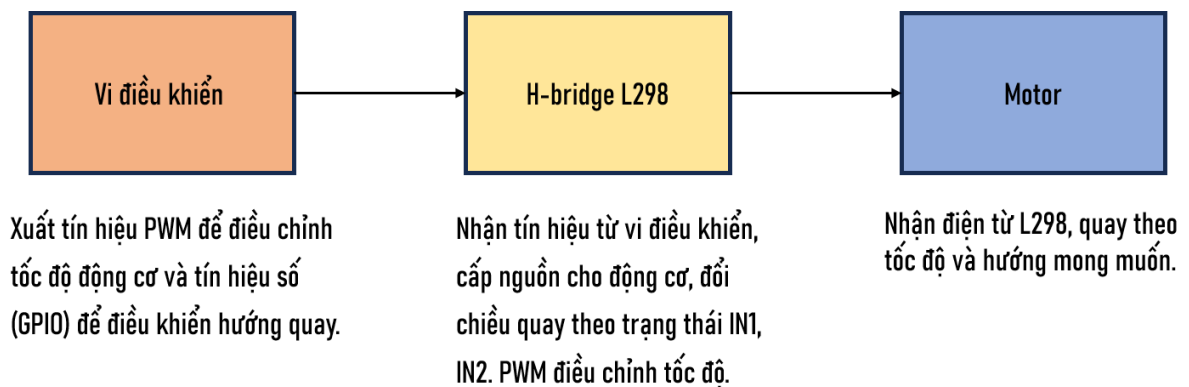 Vi điều khiển
H-bridge L298
Motor
Xuất tín hiệu PWM để điều chỉnh
tốc độ động cơ và tín hiệu số
(GPIO) để điều khiển hướng quay.
Nhận tín hiệu từ vi điều khiển,
cấp nguồn cho động cơ, đổi
chiều quay theo trạng thái IN1,
IN2. PWM điều chỉnh tốc độ.
Nhận điện từ L298, quay theo
tốc độ và hướng mong muốn.